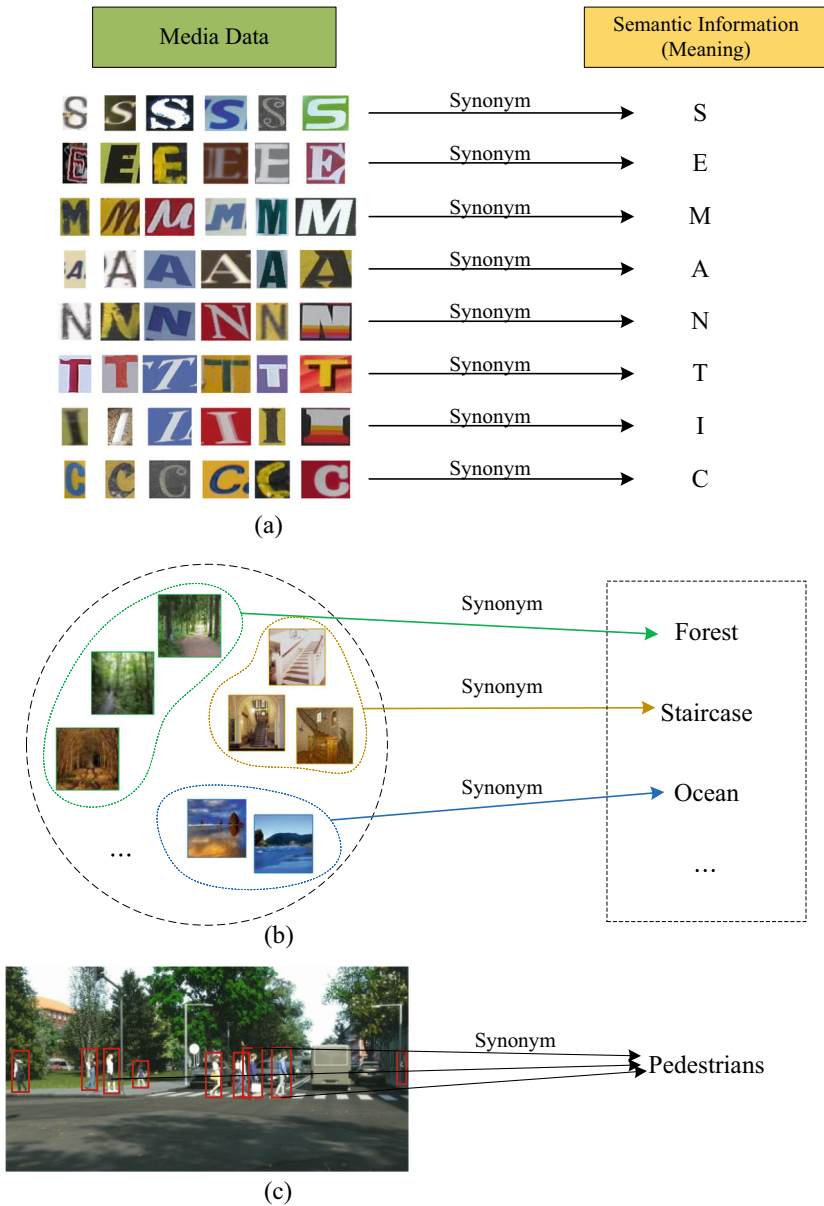 Media Data
Semantic Information
(Meaning)
S S S S S S Synonym S
E E E E E E Synonym E
M M M M M M Synonym M
A A A A A A Synonym A
N N N N N N Synonym N
T T T T T T Synonym T
I I I I I I Synonym I
C C C C C C Synonym C
(a)
Synonym
Forest
Synonym
Staircase
Synonym
Ocean
... ...
(b)
Synonym
Pedestrians
(c)